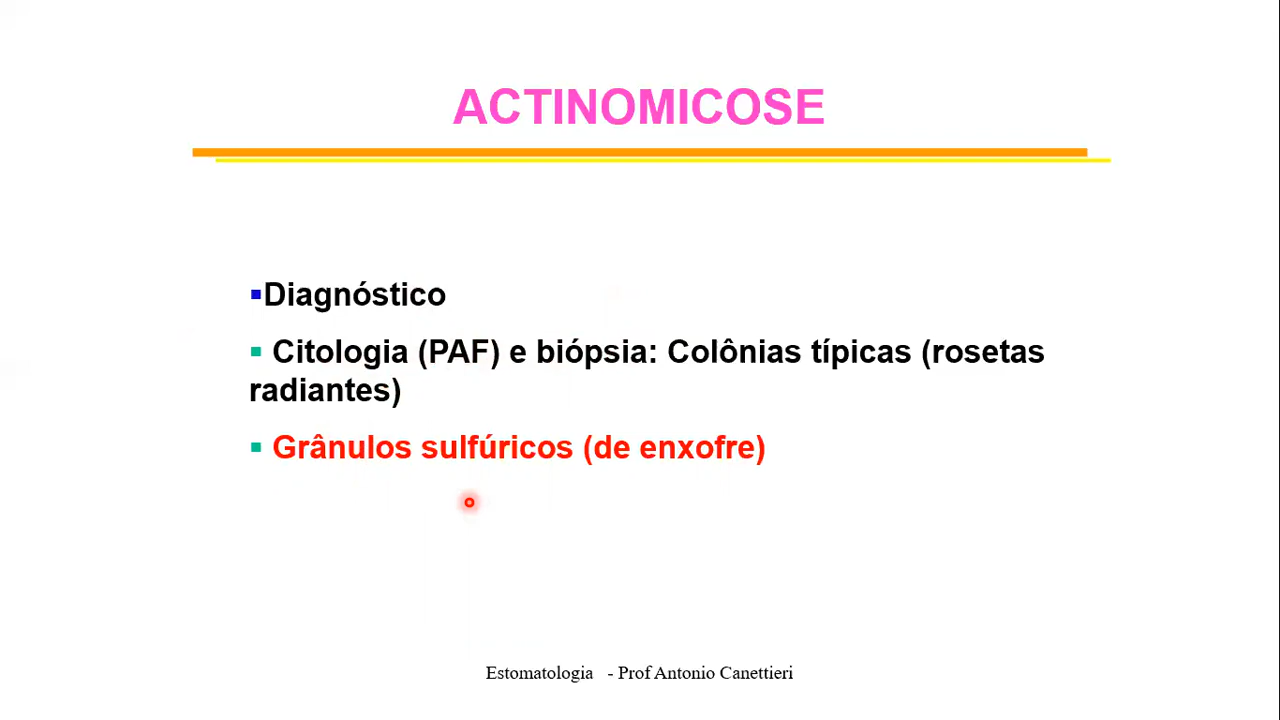 ACTINOMICOSE
▪Diagnóstico
▪ Citologia (PAF) e biópsia: Colônias típicas (rosetas
radiantes)
▪ Grânulos sulfúricos (de enxofre)
Estomatologia - Prof Antonio Canettieri